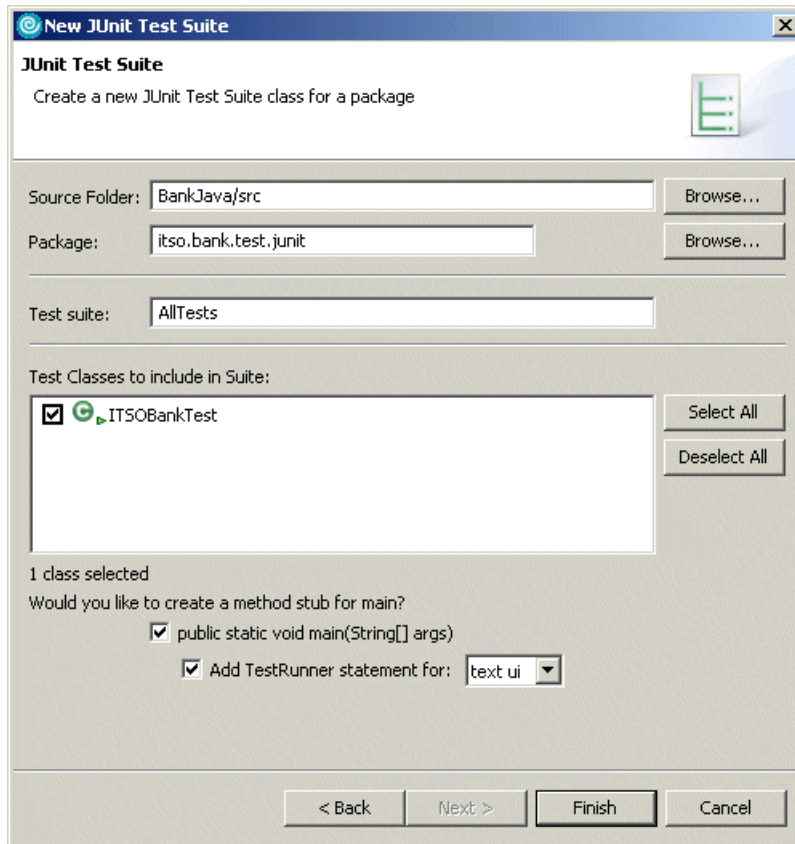 New JUnit Test Suite
JUnit Test Suite
Create a new JUnit Test Suite class for a package
Source Folder: BankJava/src Browse...
Package: itso.bank.test.junit Browse...
Test suite: AllTests
Test Classes to include in Suite:
ITSOBankTest
Select All
Deselect All
1 class selected
Would you like to create a method stub for main?
public static void main(String[] args)
Add TestRunner statement for: text ui
< Back Next > Finish Cancel